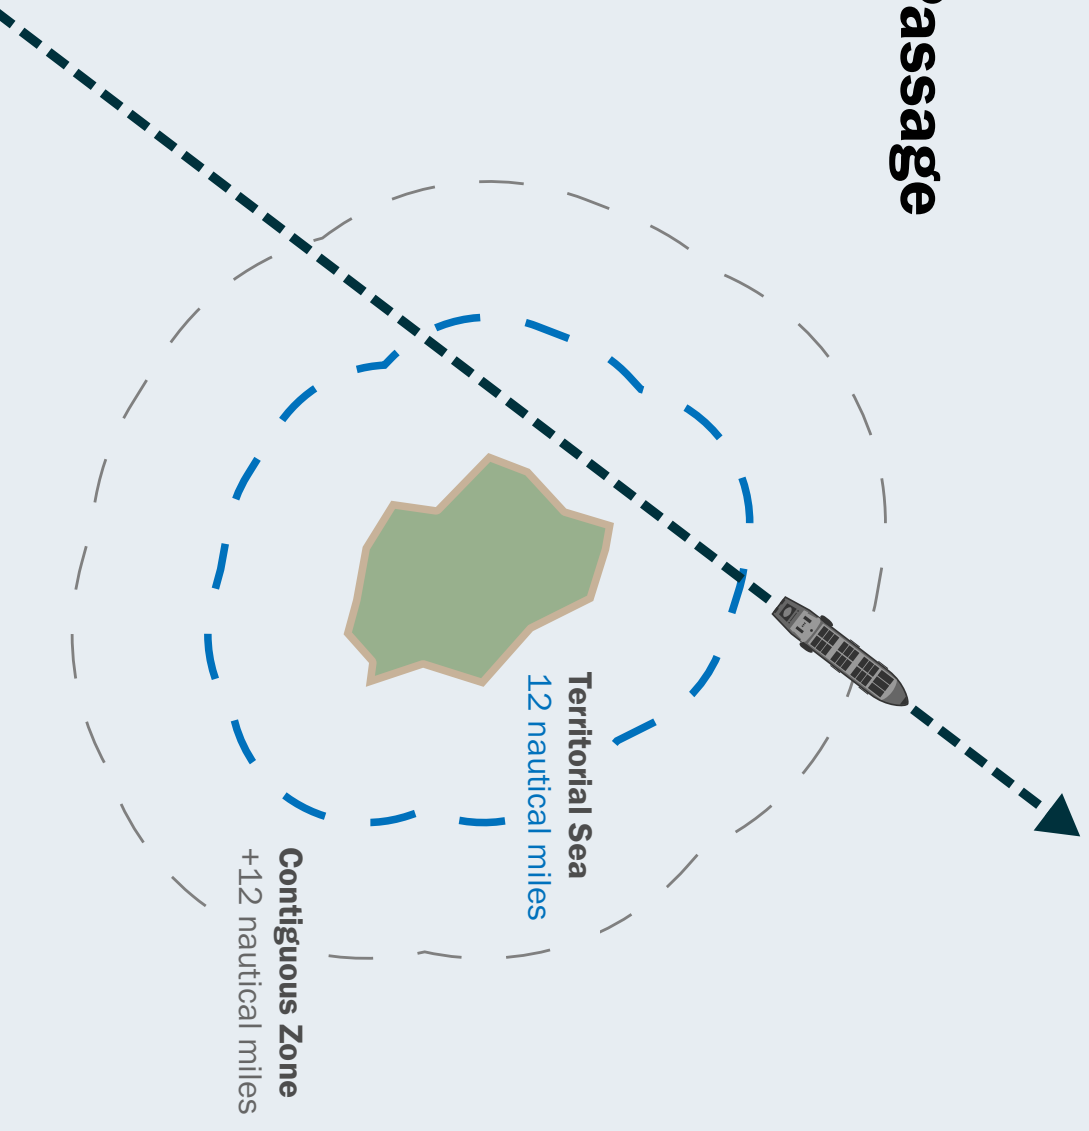 assage
Territorial Sea
12 nautical miles
Contiguous Zone
+12 nautical miles